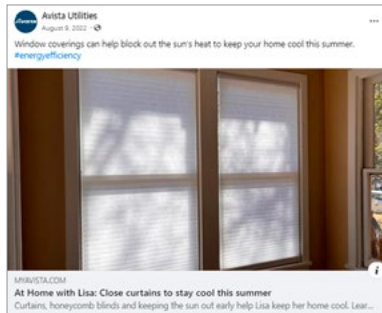 Avista Utilities
August 9, 2022
Window coverings can help block out the sun's heat to keep your home cool this summer.
#energyefficiency
MYAVISTA.COM
At Home with Lisa: Close curtains to stay cool this summer
Curtains, honeycomb blinds and keeping the sun out early help Lisa keep her home cool. Lear...